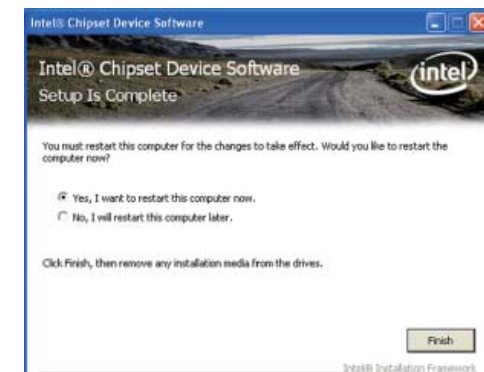 Intel® Chipset Device Software
Intel® Chipset Device Software
intel
Setup Is Complete
You must restart this computer for the changes to take effect. Would you like to restart the
computer now?
Yes, I want to restart this computer now.
No, I will restart this computer later.
Click Finish, then remove any installation media from the drives.
Finish
Intel® Installation Framework